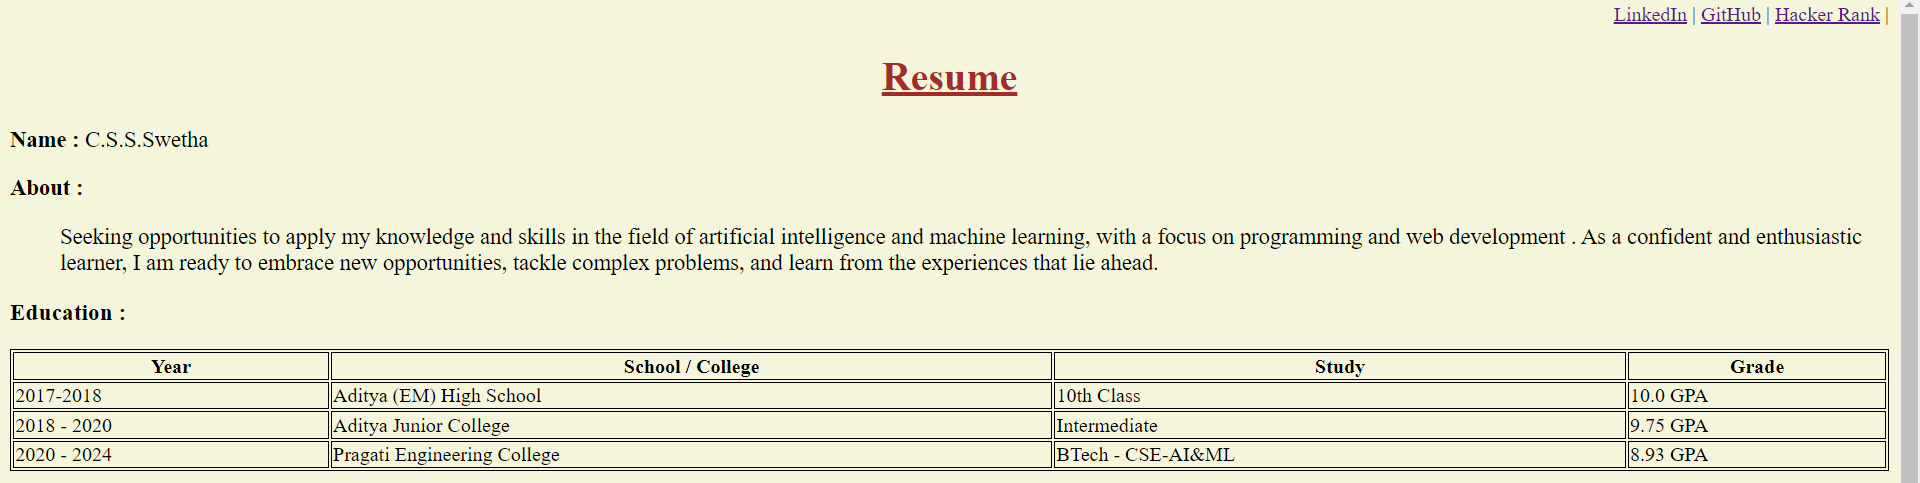 LinkedIn | GitHub | Hacker Rank |
Resume
Name : C.S.S.Swetha
About :
Seeking opportunities to apply my knowledge and skills in the field of artificial intelligence and machine learning, with a focus on programming and web development . As a confident and enthusiastic
learner, I am ready to embrace new opportunities, tackle complex problems, and learn from the experiences that lie ahead.
Education :
Year School / College Study Grade
2017-2018 Aditya (EM) High School 10th Class 10.0 GPA
2018 - 2020 Aditya Junior College Intermediate 9.75 GPA
2020 - 2024 Pragati Engineering College BTech - CSE-AI&ML 8.93 GPA